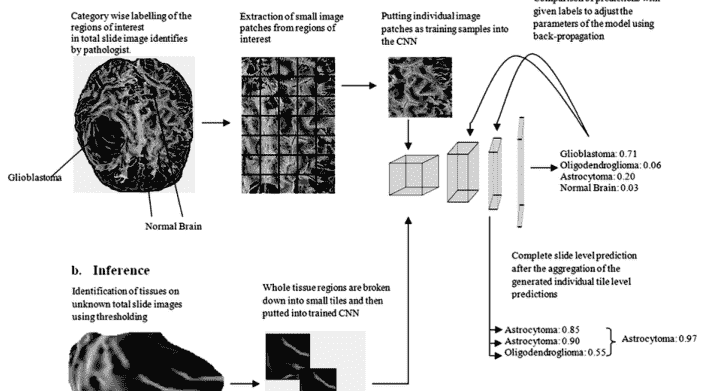 Category wise labelling of the
regions of interest
in total slide image identifies
by pathologist.
Extraction of small image
patches from regions of
interest
Putting individual image
patches as training samples into
the CNN
given labels to adjust the
parameters of the model using
back-propagation
Glioblastoma
Normal Brain
Glioblastoma: 0.71
Oligodendroglioma: 0.06
Astrocytoma: 0.20
Normal Brain: 0.03
b. Inference
Identification of tissues on
unknown total slide images
using thresholding
Whole tissue regions are broken
down into small tiles and then
putted into trained CNN
Complete slide level prediction
after the aggregation of the
generated individual tile level
predictions
Astrocytoma: 0.85
Astrocytoma: 0.90
Oligodendroglioma: 0.55
Astrocytoma: 0.97